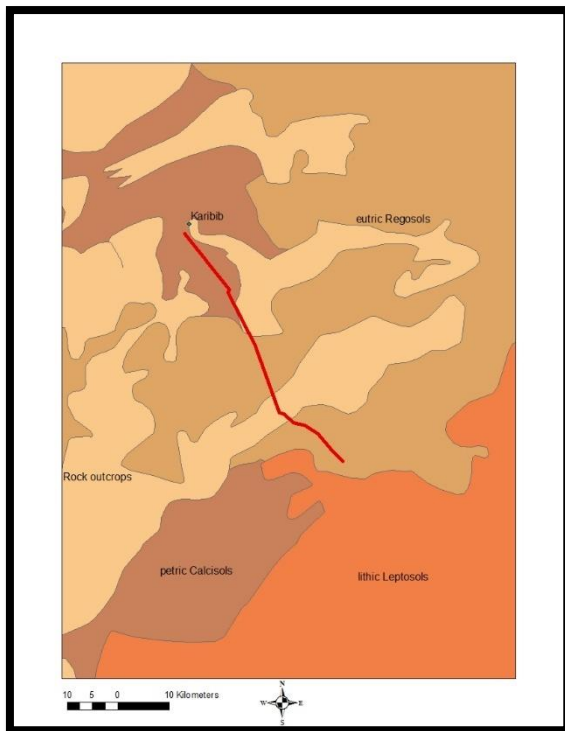 Karibib
eutric Regosols
Rock outcrops
petric Calcisols
lithic Leptosols
10 5 0 10 Kilometers
N
W E
S